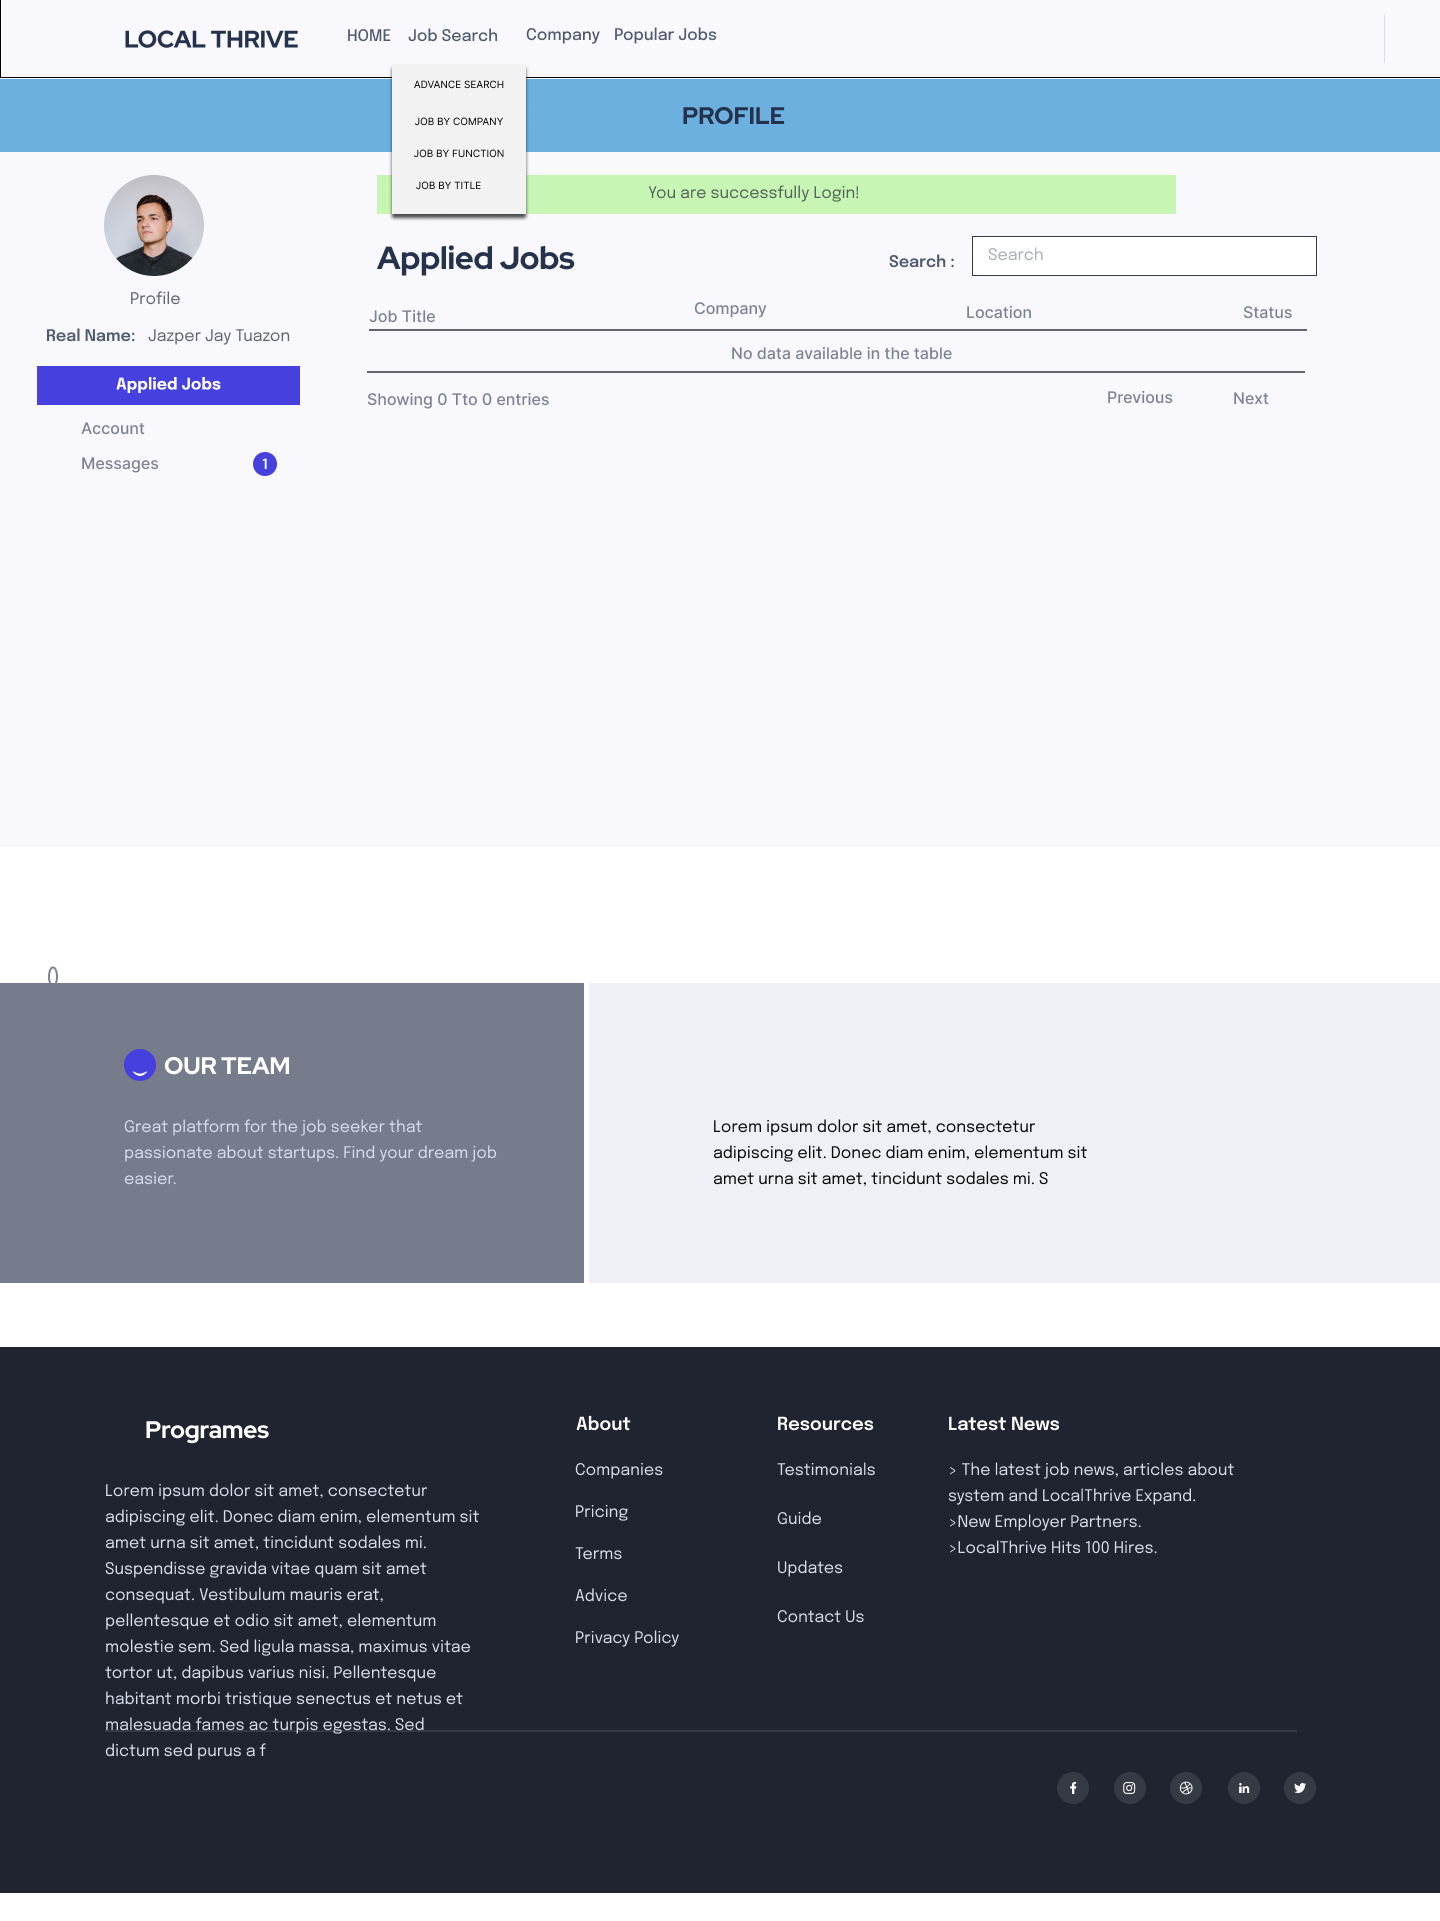 LOCAL THRIVE
HOME
Job Search
Company
Popular Jobs
ADVANCE SEARCH
JOB BY COMPANY
JOB BY FUNCTION
JOB BY TITLE
PROFILE
You are successfully Login!
Profile
Real Name: Jazper Jay Tuazon
Applied Jobs
Account
Messages
1
Applied Jobs
Search :
Search
Job Title
Company
Location
Status
No data available in the table
Showing 0 Tto 0 entries
Previous
Next
OUR TEAM
Great platform for the job seeker that
passionate about startups. Find your dream job
easier.
Lorem ipsum dolor sit amet, consectetur
adipiscing elit. Donec diam enim, elementum sit
amet urna sit amet, tincidunt sodales mi. S
Programes
Lorem ipsum dolor sit amet, consectetur
adipiscing elit. Donec diam enim, elementum sit
amet urna sit amet, tincidunt sodales mi.
Suspendisse gravida vitae quam sit amet
consequat. Vestibulum mauris erat,
pellentesque et odio sit amet, elementum
molestie sem. Sed ligula massa, maximus vitae
tortor ut, dapibus varius nisi. Pellentesque
habitant morbi tristique senectus et netus et
malesuada fames ac turpis egestas. Sed
dictum sed purus a f
About
Companies
Pricing
Terms
Advice
Privacy Policy
Resources
Testimonials
Guide
Updates
Contact Us
Latest News
> The latest job news, articles about
system and LocalThrive Expand.
>New Employer Partners.
>LocalThrive Hits 100 Hires.